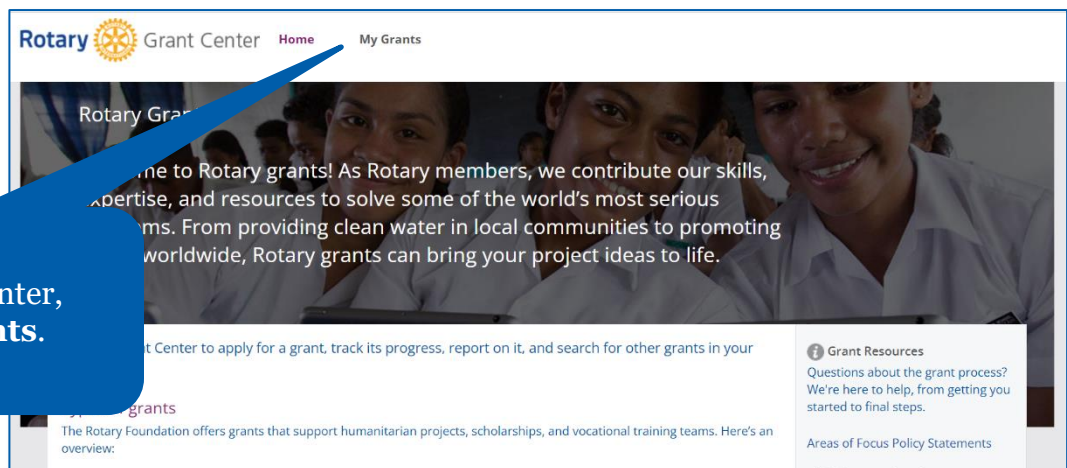 Rotary Grant Center Home My Grants
Rotary
me to Rotary grants! As Rotary members, we contribute our skills,
expertise, and resources to solve some of the world’s most serious
ms. From providing clean water in local communities to promoting
worldwide, Rotary grants can bring your project ideas to life.
nter,
nts.
t Center to apply for a grant, track its progress, report on it, and search for other grants in your
grants
The Rotary Foundation offers grants that support humanitarian projects, scholarships, and vocational training teams. Here’s an
overview:
Grant Resources
Questions about the grant process?
We're here to help, from getting you
started to final steps.
Areas of Focus Policy Statements